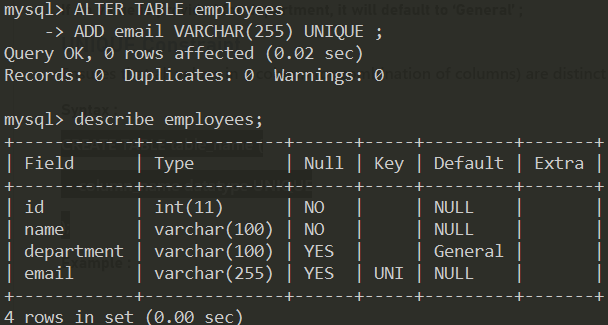 mysql> ALTER TABLE employees
    -> ADD email VARCHAR(255) UNIQUE ;
Query OK, 0 rows affected (0.02 sec)
Records: 0  Duplicates: 0  Warnings: 0
mysql> describe employees;
+------------+--------------+------+-----+---------+-------+
| Field      | Type         | Null | Key | Default | Extra |
+------------+--------------+------+-----+---------+-------+
| id         | int(11)      | NO   |     | NULL    |       |
| name       | varchar(100) | NO   |     | NULL    |       |
| department | varchar(100) | YES  |     | General |       |
| email      | varchar(255) | YES  | UNI | NULL    |       |
+------------+--------------+------+-----+---------+-------+
4 rows in set (0.00 sec)